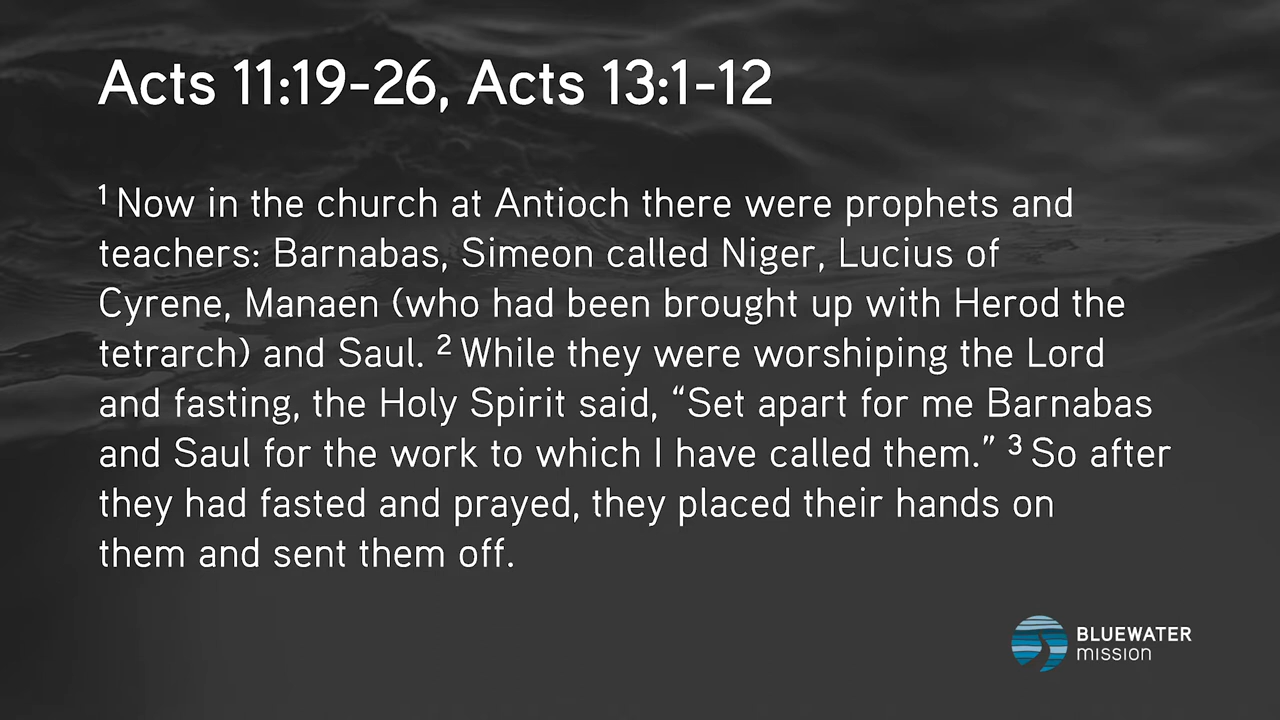 Acts 11:19-26, Acts 13:1-12
¹ Now in the church at Antioch there were prophets and
teachers: Barnabas, Simeon called Niger, Lucius of
Cyrene, Manaen (who had been brought up with Herod the
tetrarch) and Saul. ² While they were worshiping the Lord
and fasting, the Holy Spirit said, “Set apart for me Barnabas
and Saul for the work to which I have called them.” ³ So after
they had fasted and prayed, they placed their hands on
them and sent them off.
BLUEWATER
mission